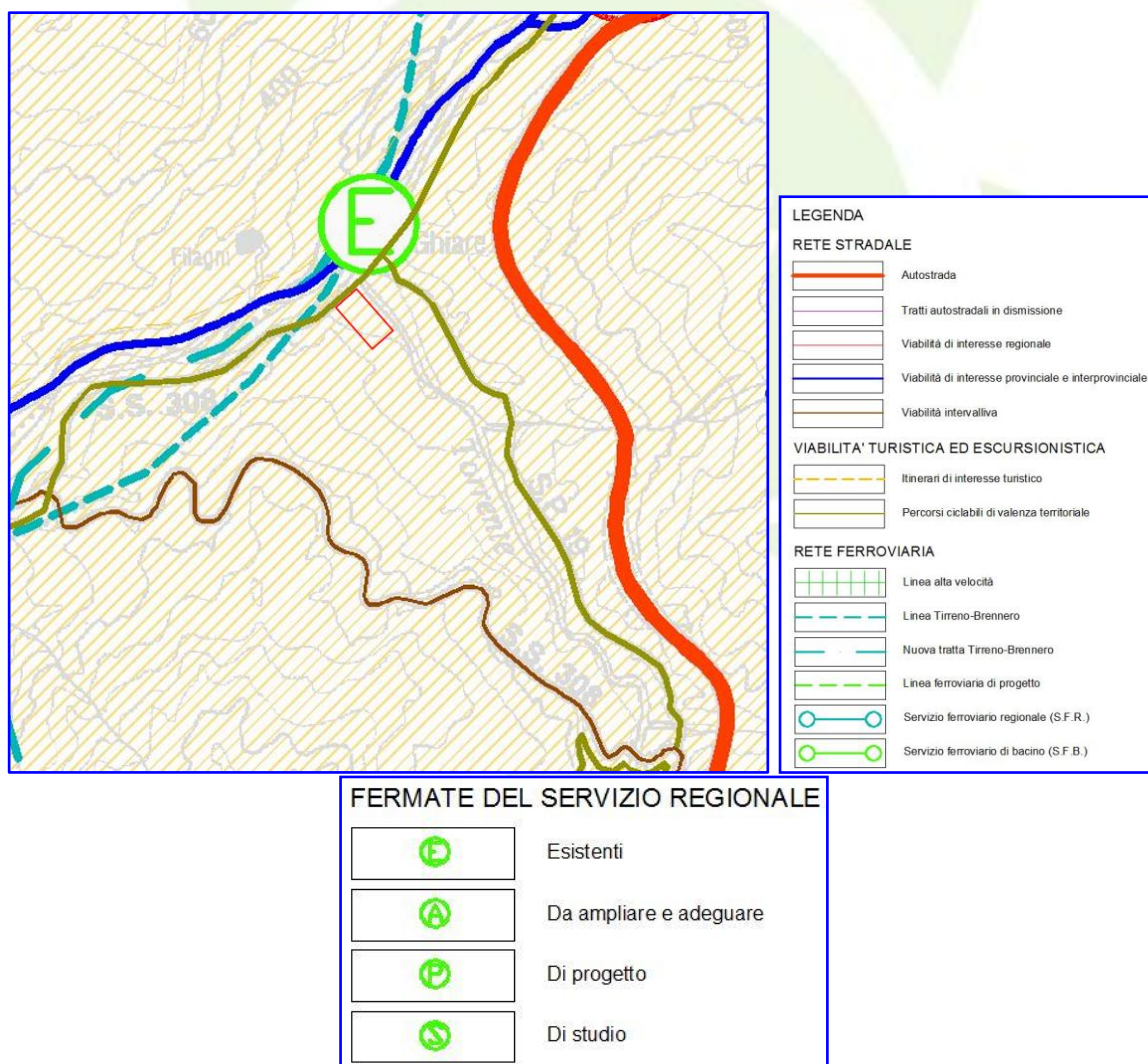 400
E
Ghiare
Filagni
S.S. 308
Torrente
S.S. 308
LEGENDA
RETE STRADALE
Autostrada
Tratti autostradali in dismissione
Viabilità di interesse regionale
Viabilità di interesse provinciale e interprovinciale
Viabilità intervalliva
VIABILITA' TURISTICA ED ESCURSIONISTICA
Itinerari di interesse turistico
Percorsi ciclabili di valenza territoriale
RETE FERROVIARIA
Linea alta velocità
Linea Tirreno-Brennero
Nuova tratta Tirreno-Brennero
Linea ferroviaria di progetto
Servizio ferroviario regionale (S.F.R.)
Servizio ferroviario di bacino (S.F.B.)
FERMATE DEL SERVIZIO REGIONALE
E Esistenti
A Da ampliare e adeguare
P Di progetto
S Di studio